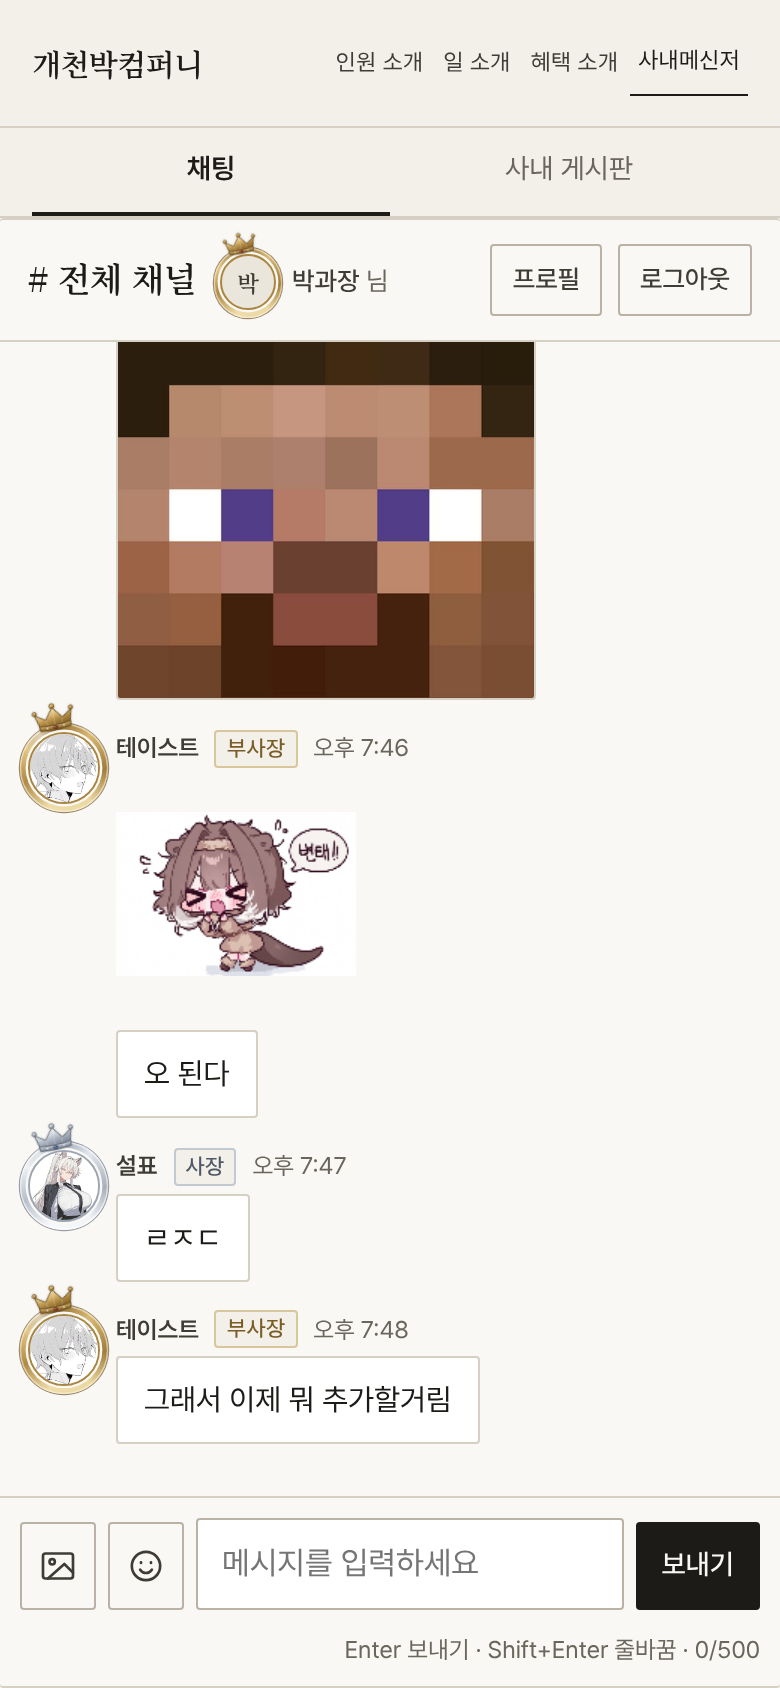 개천박컴퍼니
인원 소개 일 소개 혜택 소개 사내메신저
채팅 사내 게시판
# 전체 채널 박 박과장 님 프로필 로그아웃
테이스트 부사장 오후 7:46
변태!!
오 된다
설표 사장 오후 7:47
ㄹㅈㄷ
테이스트 부사장 오후 7:48
그래서 이제 뭐 추가할거림
메시지를 입력하세요 보내기
Enter 보내기 · Shift+Enter 줄바꿈 · 0/500